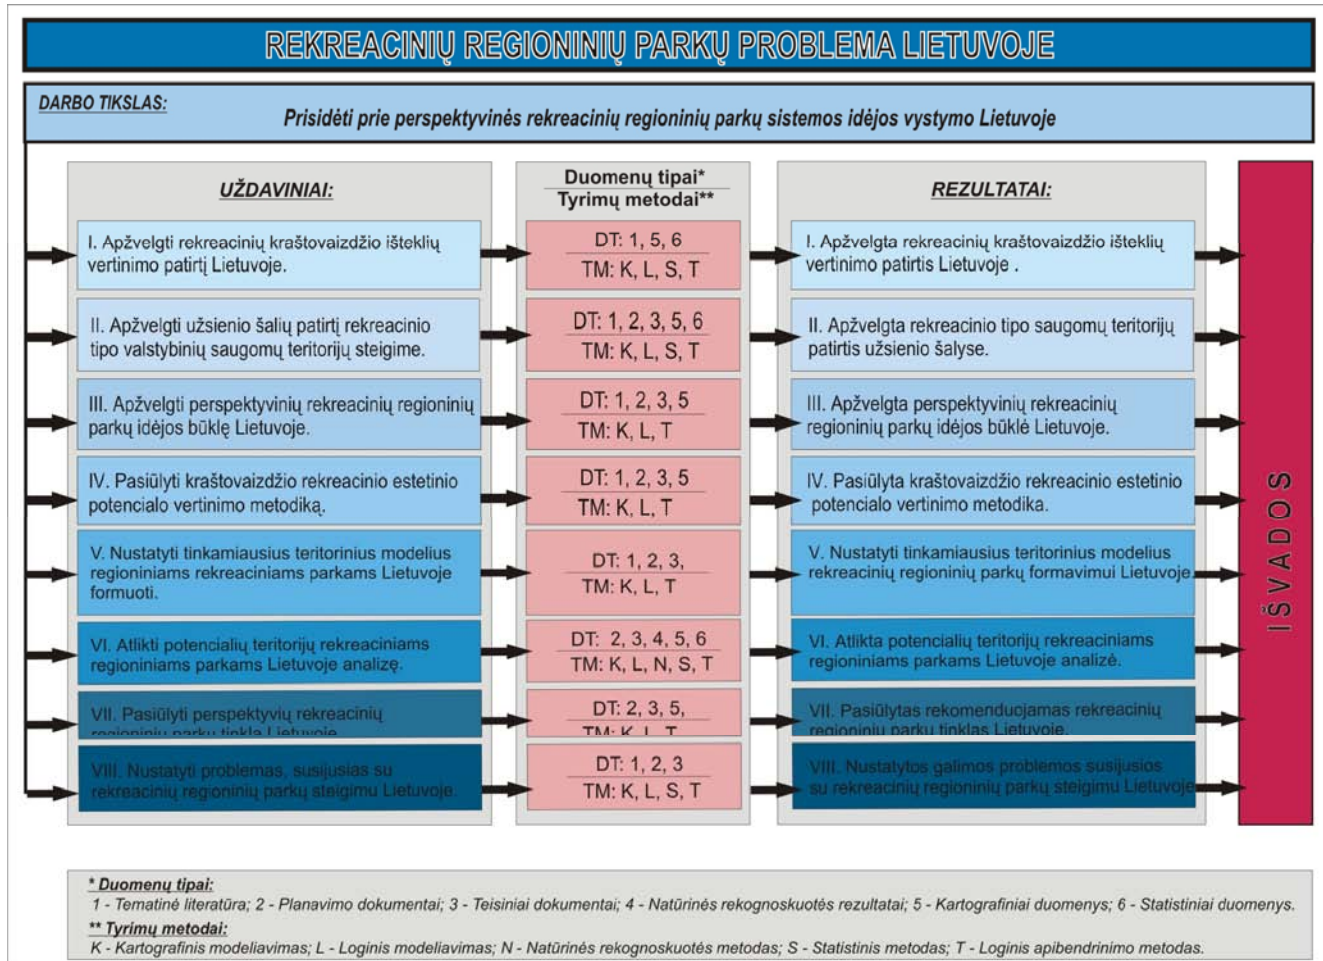 REKREACINIŲ REGIONINIŲ PARKŲ PROBLEMA LIETUVOJE
DARBO TIKSLAS:
Prisidėti prie perspektyvinės rekreacinių regioninių parkų sistemos idėjos vystymo Lietuvoje
UŽDAVINIAI:
Duomenų tipai*
Tyrimų metodai**
REZULTATAI:
I. Apžvelgti rekreacinių kraštovaizdžio išteklių
vertinimo patirtį Lietuvoje.
DT: 1, 5, 6
TM: K, L, S, T
I. Apžvelgta rekreacinių kraštovaizdžio išteklių
vertinimo patirtis Lietuvoje .
II. Apžvelgti užsienio šalių patirtį rekreacinio
tipo valstybinių saugomų teritorijų steigime.
DT: 1, 2, 3, 5, 6
TM: K, L, S, T
II. Apžvelgta rekreacinio tipo saugomų teritorijų
patirtis užsienio šalyse.
III. Apžvelgti perspektyvinių rekreacinių regioninių
parkų idėjos būklę Lietuvoje.
DT: 1, 2, 3, 5
TM: K, L, T
III. Apžvelgta perspektyvinių rekreacinių
regioninių parkų idėjos būklė Lietuvoje.
IV. Pasiūlyti kraštovaizdžio rekreacinio estetinio
potencialo vertinimo metodiką.
DT: 1, 2, 3, 5
TM: K, L, T
IV. Pasiūlyta kraštovaizdžio rekreacinio estetinio
potencialo vertinimo metodika.
V. Nustatyti tinkamiausius teritorinius modelius
regioniniams rekreaciniams parkams Lietuvoje
formuoti.
DT: 1, 2, 3,
TM: K, L, T
V. Nustatyti tinkamiausius teritorinius modelius
rekreacinių regioninių parkų formavimui Lietuvoje.
VI. Atlikti potencialių teritorijų rekreaciniams
regioniniams parkams Lietuvoje analizę.
DT: 2, 3, 4, 5, 6
TM: K, L, N, S, T
VI. Atlikta potencialių teritorijų rekreaciniams
regioniniams parkams Lietuvoje analizė.
VII. Pasiūlyti perspektyvių rekreacinių
regioninių parkų tinklą Lietuvoje.
DT: 2, 3, 5,
TM: K, L, T
VII. Pasiūlytas rekomenduojamas rekreacinių
regioninių parkų tinklas Lietuvoje.
VIII. Nustatyti problemas, susijusias su
rekreacinių regioninių parkų steigimu Lietuvoje.
DT: 1, 2, 3
TM: K, L, S, T
VIII. Nustatytos galimos problemos susijusios
su rekreacinių regioninių parkų steigimu Lietuvoje
IŠVADOS
* Duomenų tipai:
1 - Tematinė literatūra; 2 - Planavimo dokumentai; 3 - Teisiniai dokumentai; 4 - Natūrinės rekognoskuotės rezultatai; 5 - Kartografiniai duomenys; 6 - Statistiniai duomenys.
** Tyrimų metodai:
K - Kartografinis modeliavimas; L - Loginis modeliavimas; N - Natūrinės rekognoskuotės metodas; S - Statistinis metodas; T - Loginis apibendrinimo metodas.